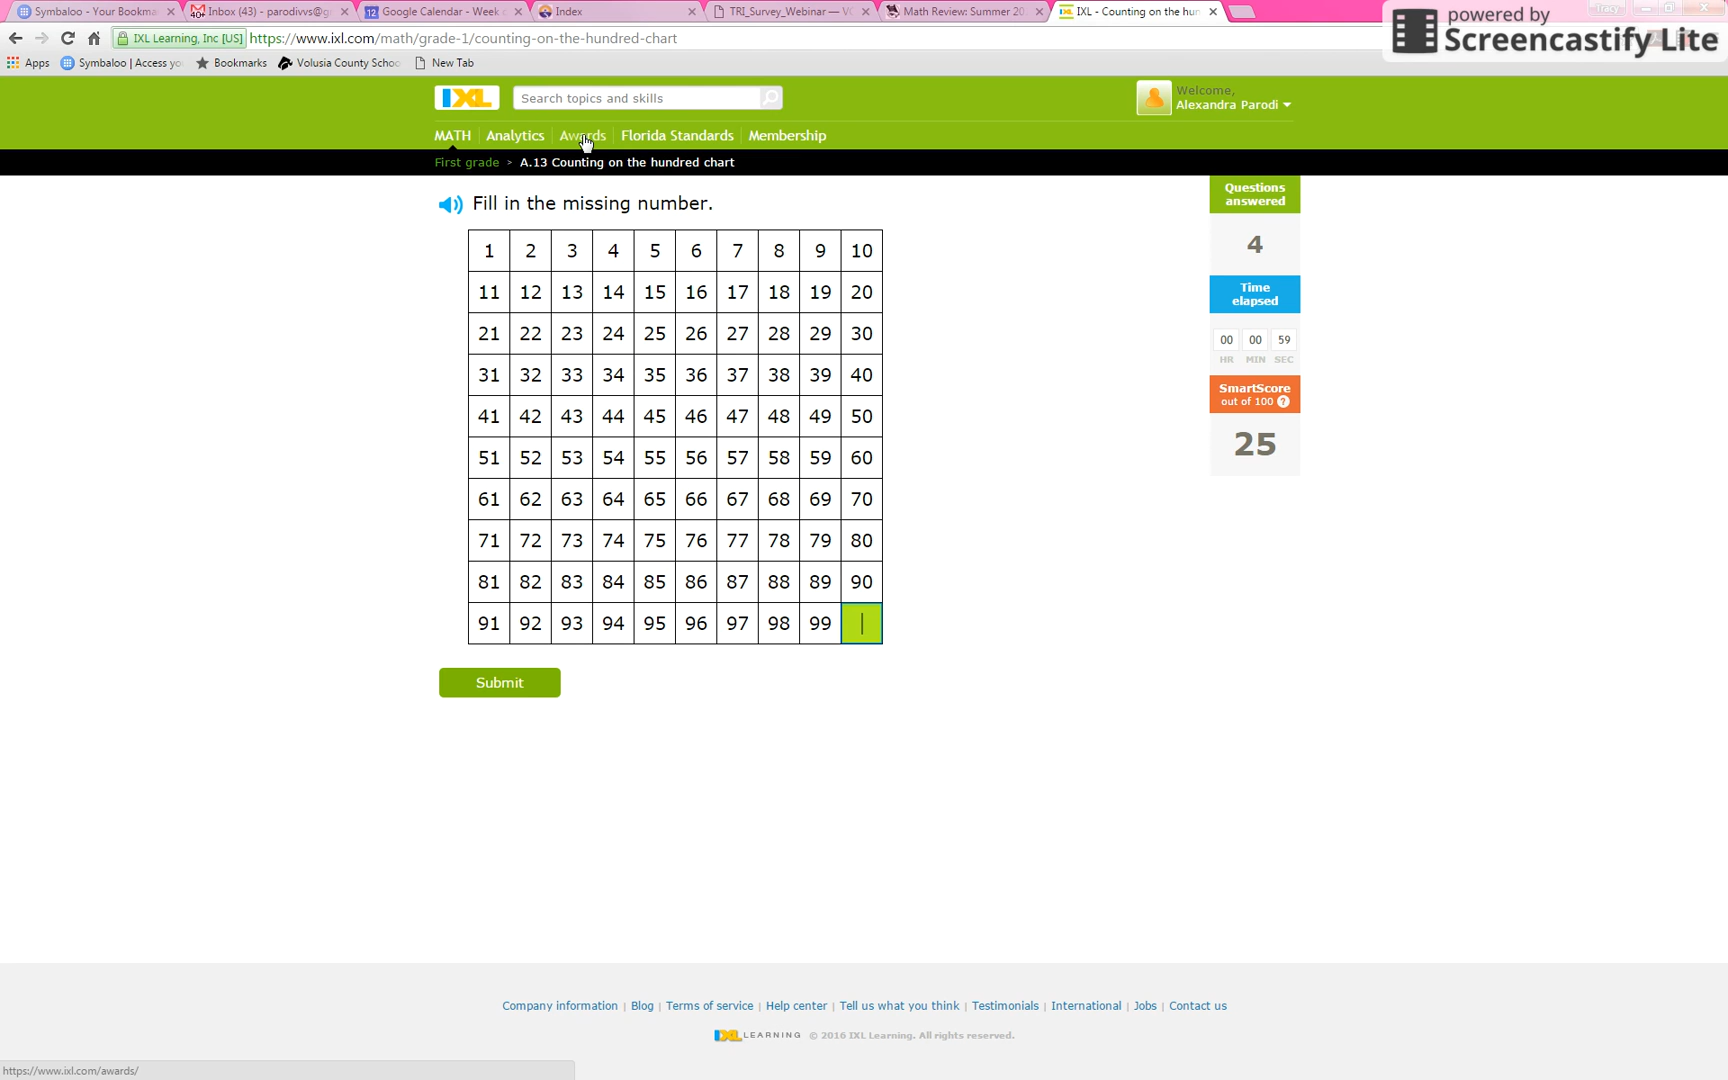 Symbaloo - Your Bookma
40+ Inbox (43) - parodivvs@g
12 Google Calendar - Week
Index
TRI_Survey_Webinar — V
Math Review: Summer 20
IXL - Counting on the hun
Tracy
powered by
Screencastify Lite
IXL Learning, Inc [US] https://www.ixl.com/math/grade-1/counting-on-the-hundred-chart
Apps Symbaloo | Access yo Bookmarks Volusia County Schoo New Tab
IXL Search topics and skills
Welcome,
Alexandra Parodi
MATH Analytics Awards Florida Standards Membership
First grade > A.13 Counting on the hundred chart
Fill in the missing number.
1 2 3 4 5 6 7 8 9 10
11 12 13 14 15 16 17 18 19 20
21 22 23 24 25 26 27 28 29 30
31 32 33 34 35 36 37 38 39 40
41 42 43 44 45 46 47 48 49 50
51 52 53 54 55 56 57 58 59 60
61 62 63 64 65 66 67 68 69 70
71 72 73 74 75 76 77 78 79 80
81 82 83 84 85 86 87 88 89 90
91 92 93 94 95 96 97 98 99
Submit
Questions
answered
4
Time
elapsed
00 00 59
HR MIN SEC
SmartScore
out of 100 ?
25
Company information | Blog | Terms of service | Help center | Tell us what you think | Testimonials | International | Jobs | Contact us
IXL LEARNING © 2016 IXL Learning. All rights reserved.
https://www.ixl.com/awards/